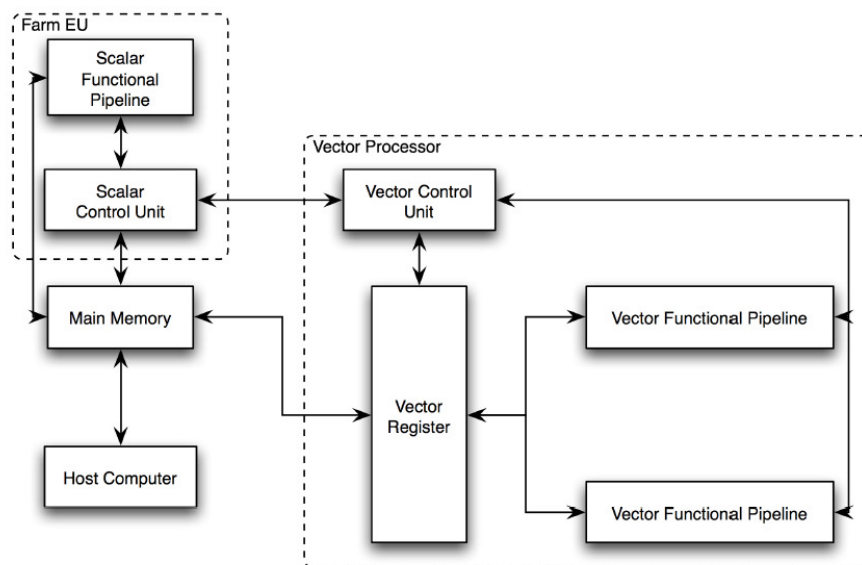 Farm EU
Scalar
Functional
Pipeline
Vector Processor
Scalar
Control Unit
Vector Control
Unit
Main Memory
Vector Functional Pipeline
Vector
Register
Host Computer
Vector Functional Pipeline